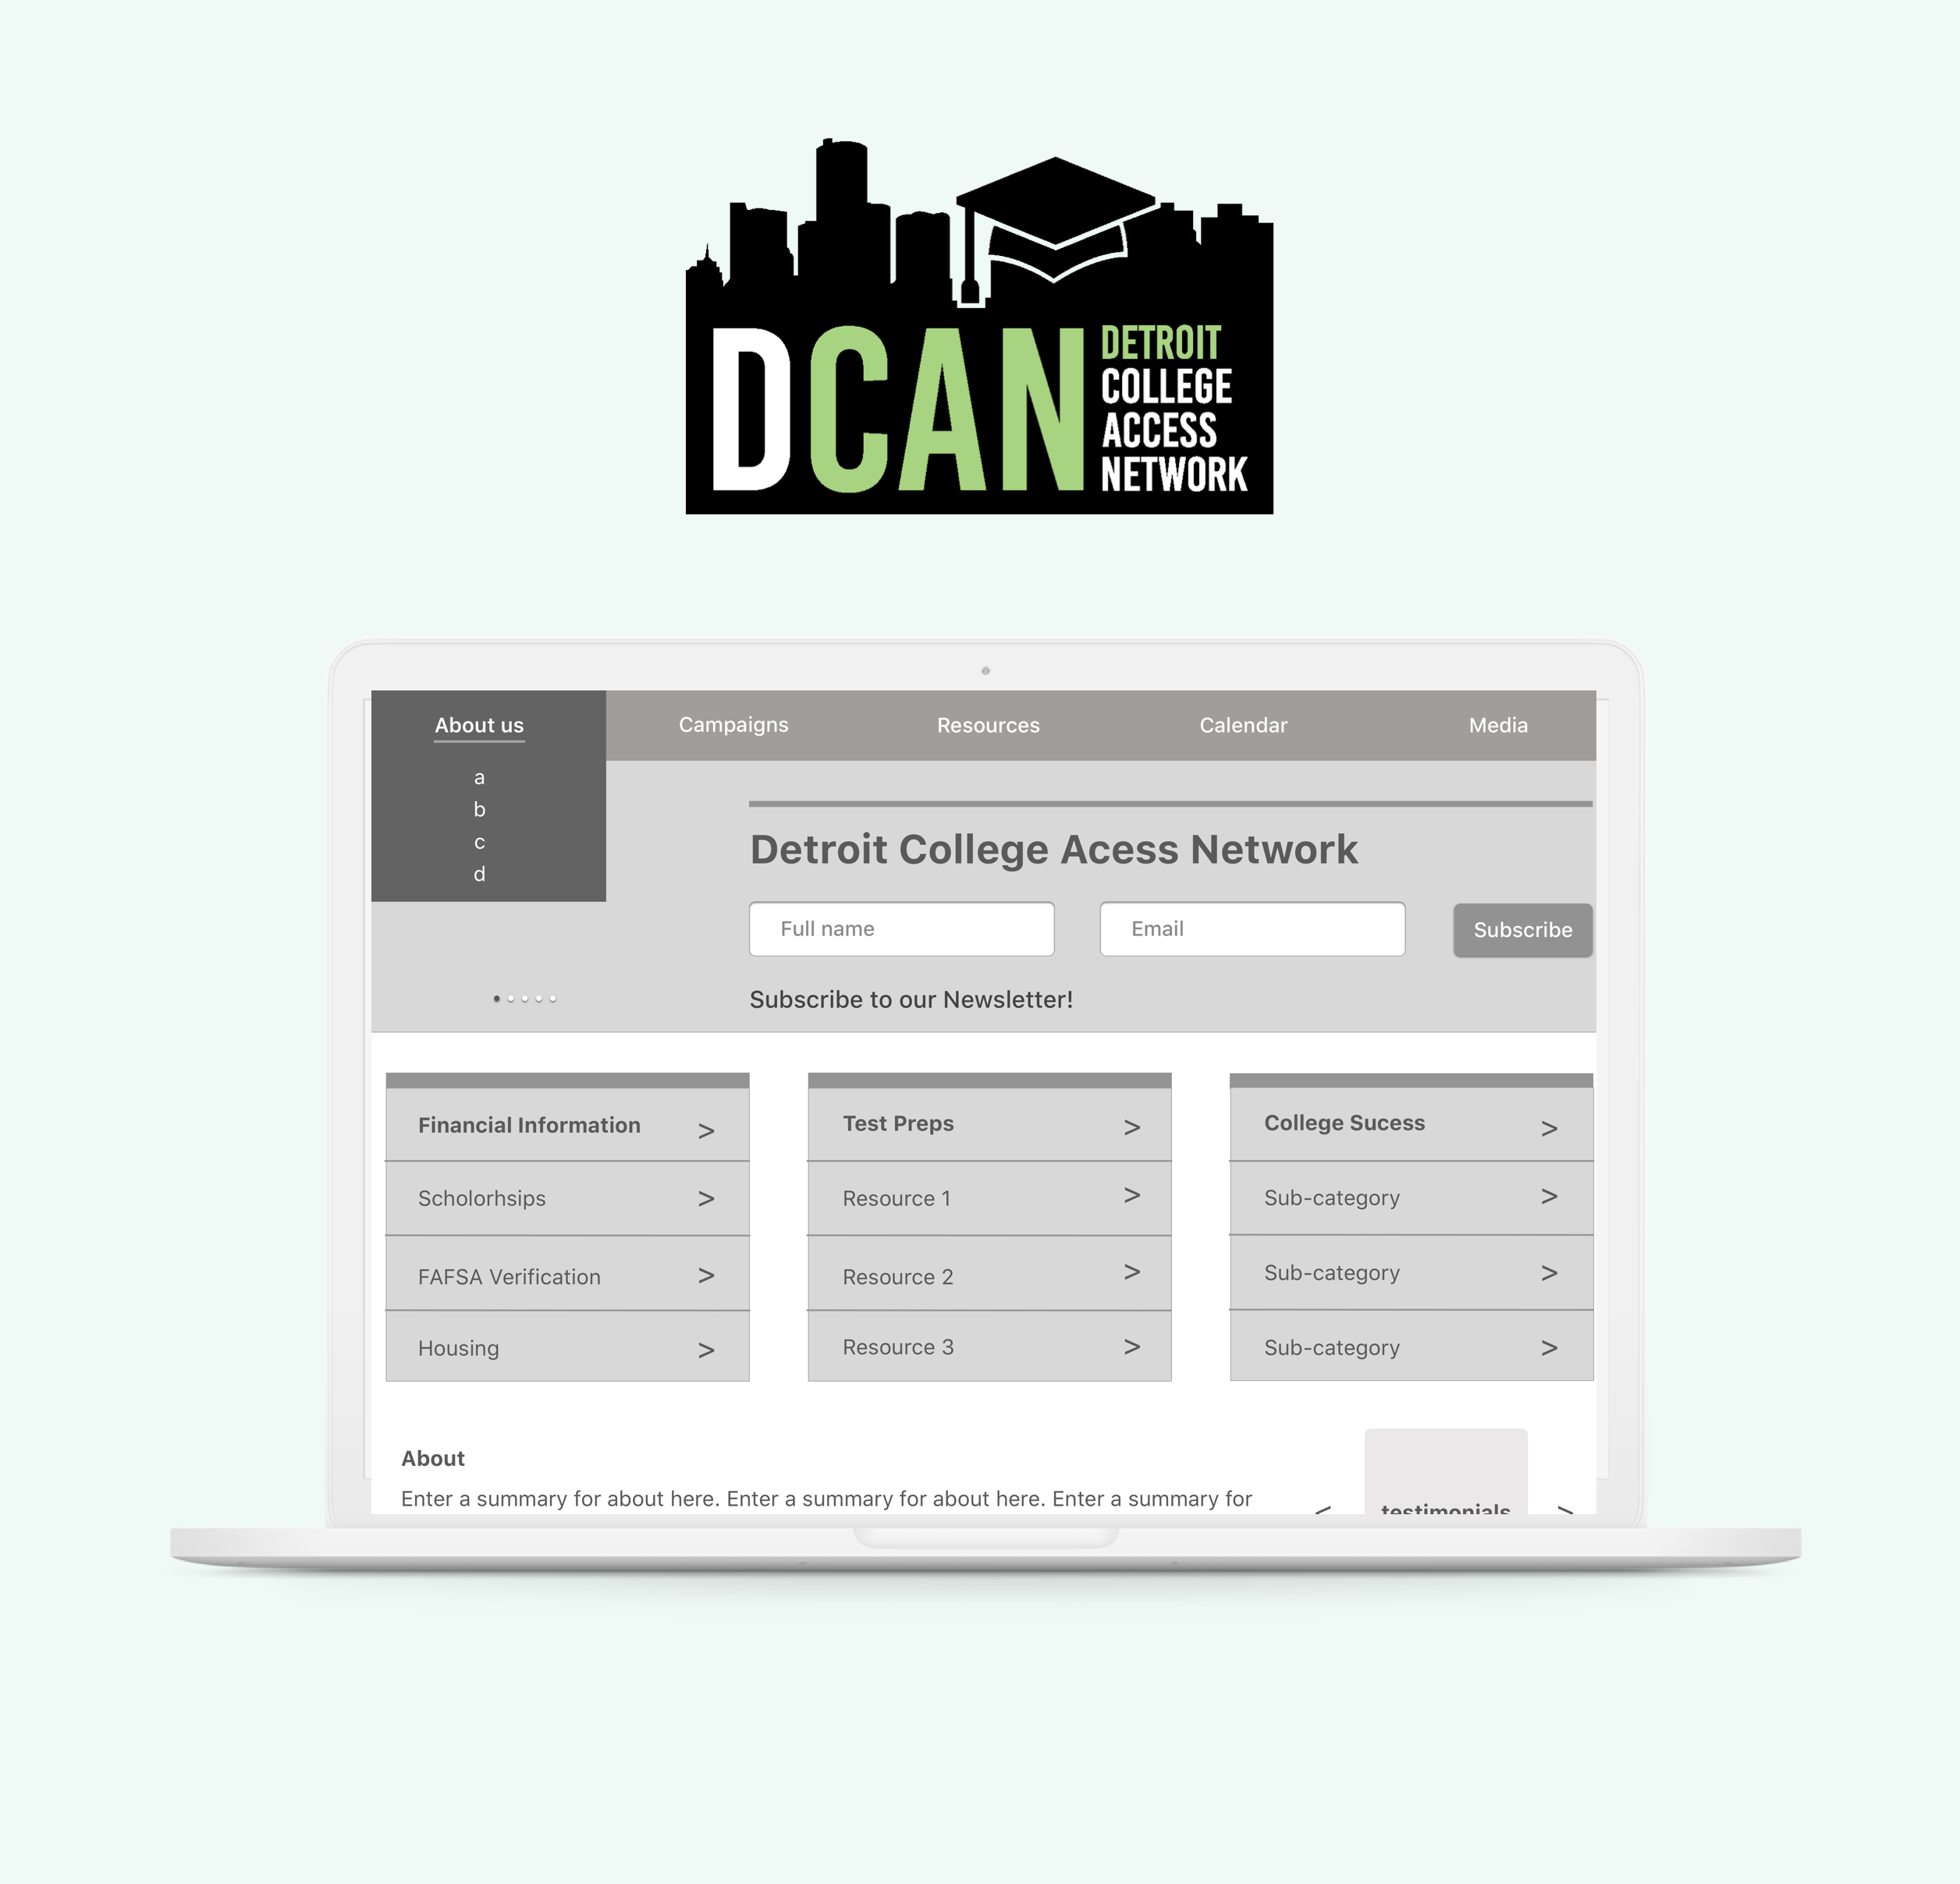 DCAN
DETROIT
COLLEGE
ACCESS
NETWORK
About us
Campaigns
Resources
Calendar
Media
a
b
c
d
Detroit College Acess Network
Full name
Email
Subscribe
Subscribe to our Newsletter!
Financial Information >
Scholorhsips >
FAFSA Verification >
Housing >
Test Preps >
Resource 1 >
Resource 2 >
Resource 3 >
College Sucess >
Sub-category >
Sub-category >
Sub-category >
About
Enter a summary for about here. Enter a summary for about here. Enter a summary for
< testimonials >